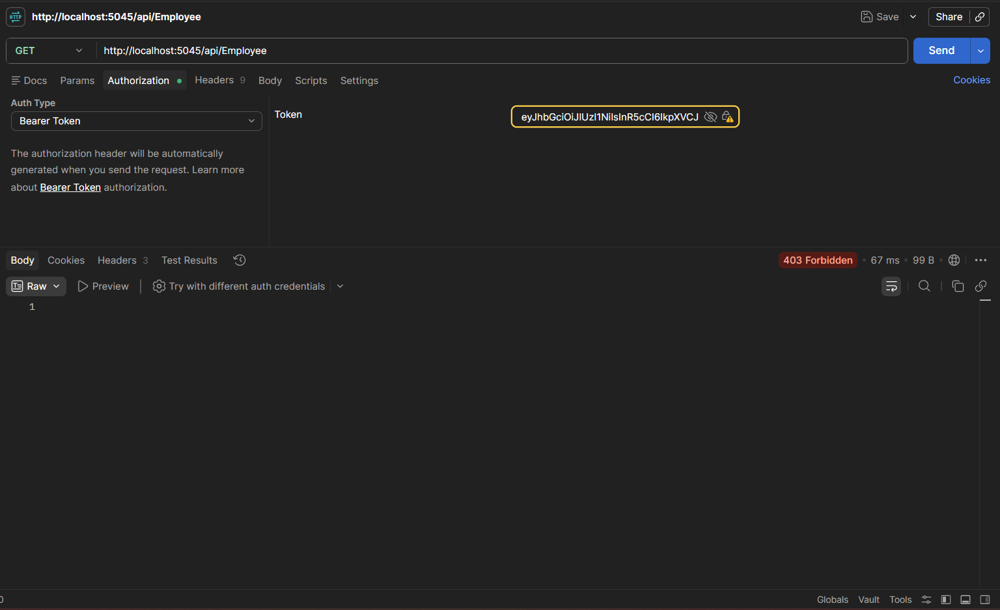 HTTP http://localhost:5045/api/Employee Save Share
GET http://localhost:5045/api/Employee Send
Docs Params Authorization Headers 9 Body Scripts Settings Cookies
Auth Type
Bearer Token
Token eyJhbGciOiJIUzI1NiIsInR5cCI6IkpXVCJ
The authorization header will be automatically
generated when you send the request. Learn more
about Bearer Token authorization.
Body Cookies Headers 3 Test Results 403 Forbidden • 67 ms • 99 B
Raw Preview Try with different auth credentials
1
Globals Vault Tools